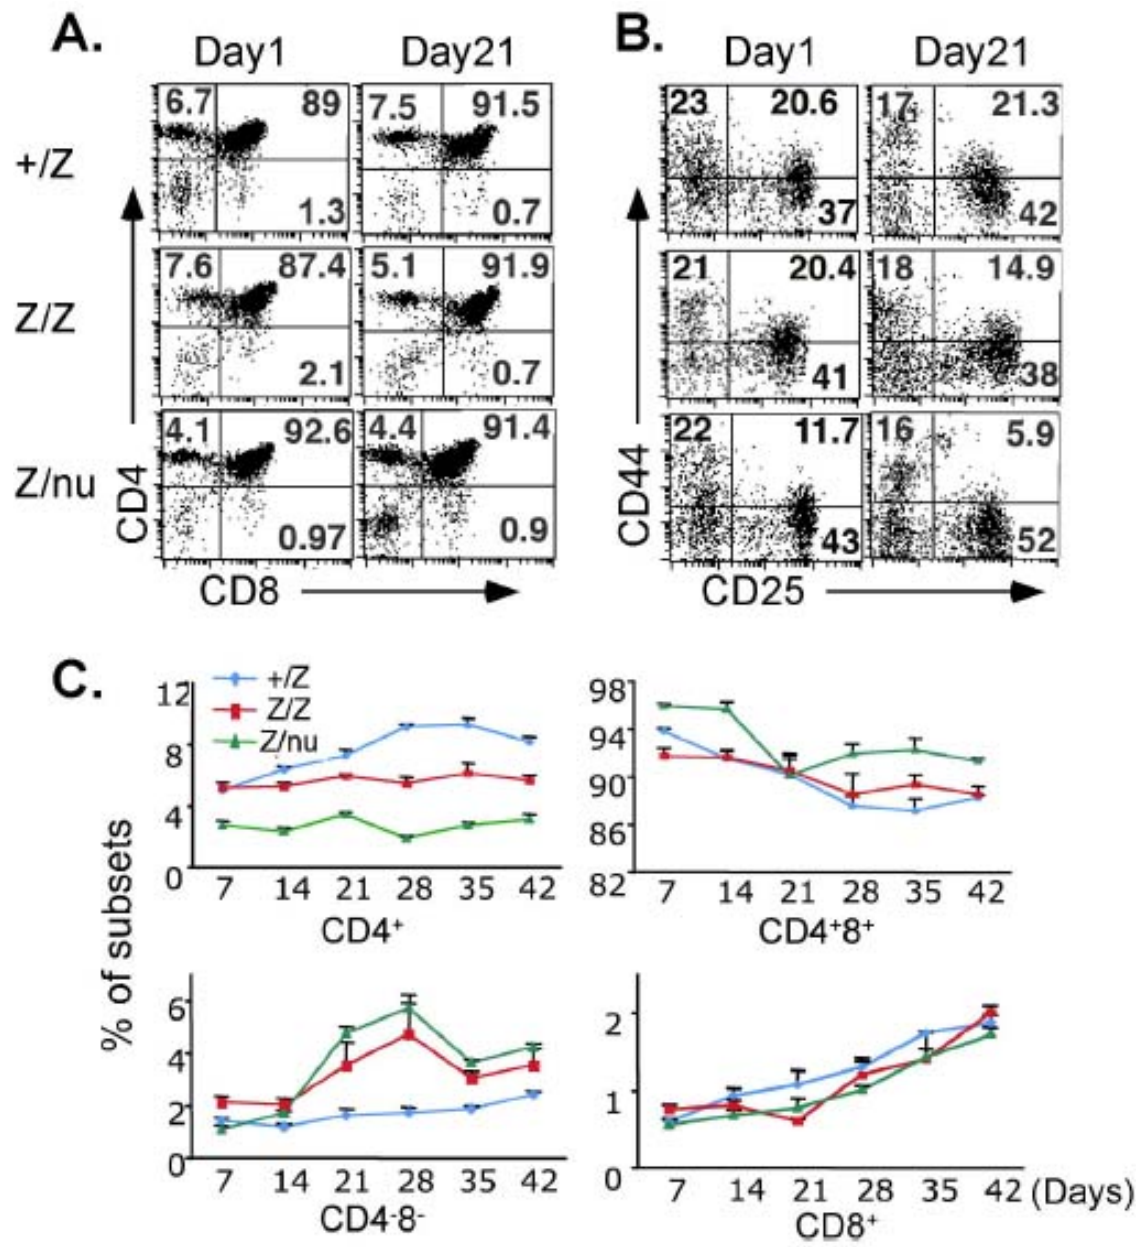 A. B.
Day1 Day21 Day1 Day21
+/Z 6.7 89 7.5 91.5 23 20.6 17 21.3
1.3 0.7 37 42
Z/Z 7.6 87.4 5.1 91.9 21 20.4 18 14.9
2.1 0.7 41 38
Z/nu 4.1 92.6 4.4 91.4 22 11.7 16 5.9
0.97 0.9 43 52
CD4
CD44
CD8 CD25
C.
+/Z
Z/Z
Z/nu
% of subsets
12
8
4
0
7 14 21 28 35 42
CD4⁺
98
94
90
86
82
7 14 21 28 35 42
CD4⁺8⁺
6
4
2
0
7 14 21 28 35 42
CD4⁻8⁻
2
1
0
7 14 21 28 35 42 (Days)
CD8⁺